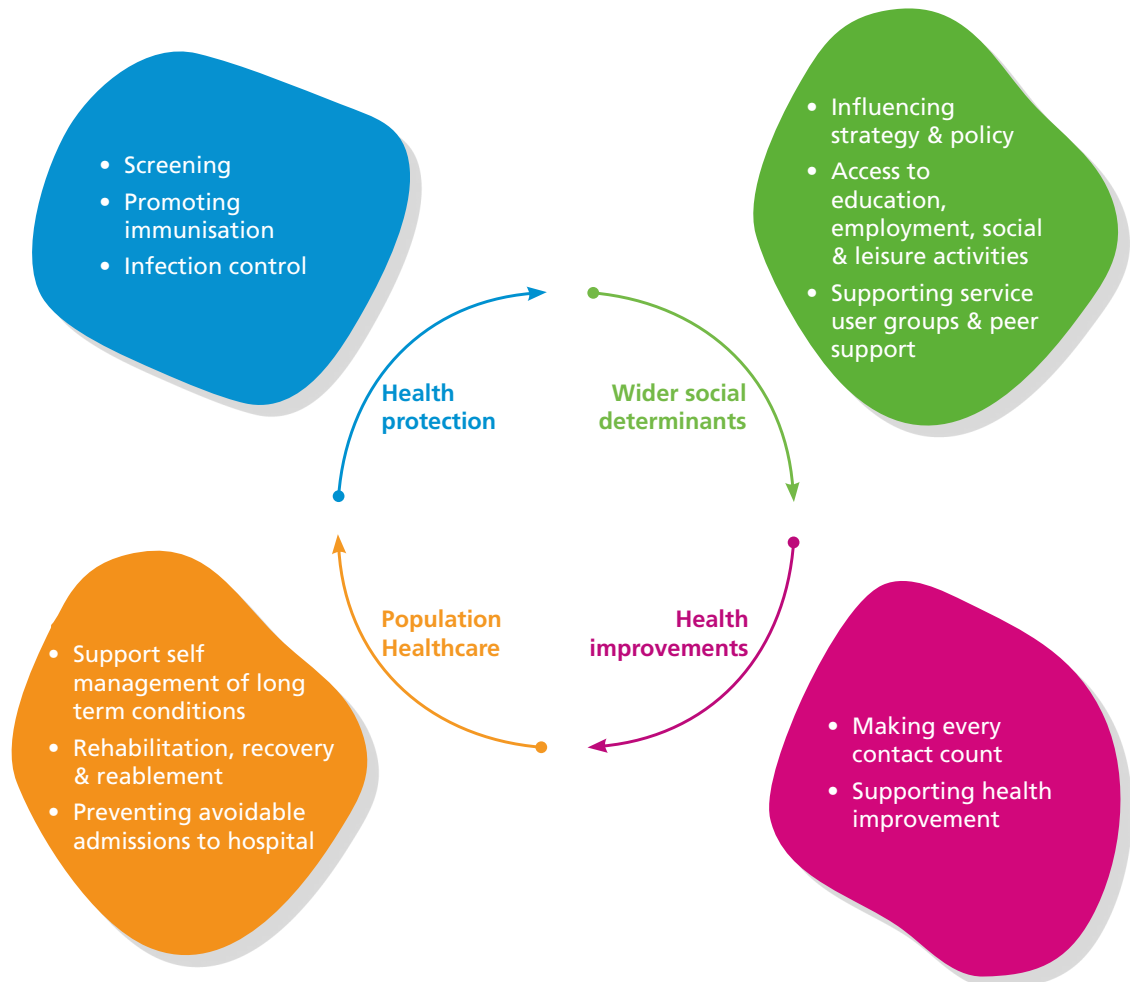 • Screening
• Promoting
immunisation
• Infection control
• Influencing
strategy & policy
• Access to
education,
employment, social
& leisure activities
• Supporting service
user groups & peer
support
Health
protection
Wider social
determinants
Population
Healthcare
Health
improvements
• Support self
management of long
term conditions
• Rehabilitation, recovery
& reablement
• Preventing avoidable
admissions to hospital
• Making every
contact count
• Supporting health
improvement